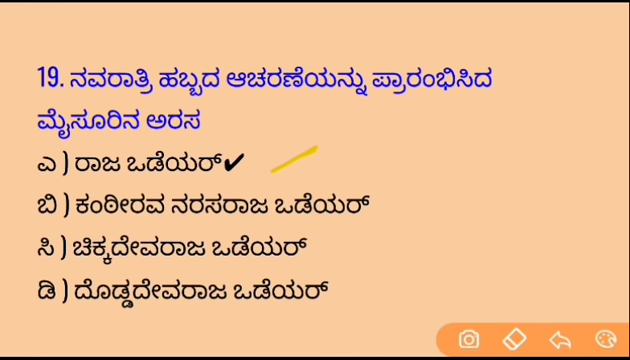 19. ನವರಾತ್ರಿ ಹಬ್ಬದ ಆಚರಣೆಯನ್ನು ಪ್ರಾರಂಭಿಸಿದ
ಮೈಸೂರಿನ ಅರಸ
ಎ ) ರಾಜ ಒಡೆಯರ್✔
ಬಿ ) ಕಂಠೀರವ ನರಸರಾಜ ಒಡೆಯರ್
ಸಿ ) ಚಿಕ್ಕದೇವರಾಜ ಒಡೆಯರ್
ಡಿ ) ದೊಡ್ಡದೇವರಾಜ ಒಡೆಯರ್